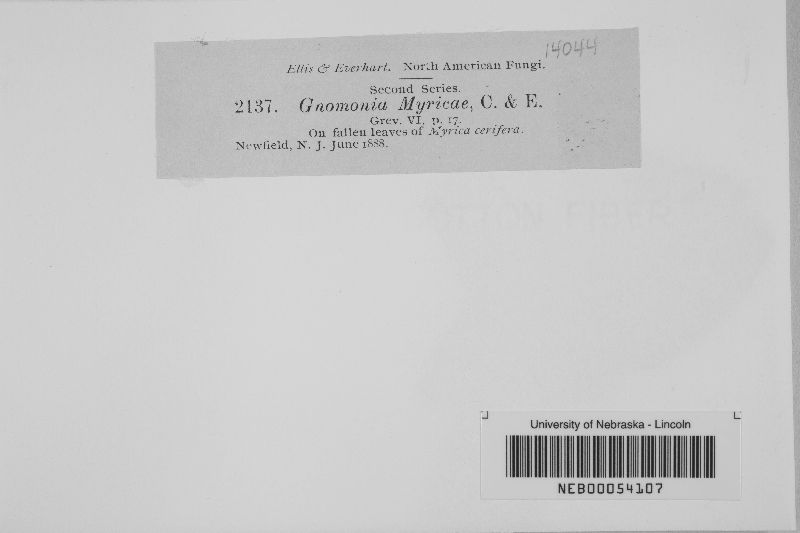 14044
Ellis & Everhart. North American Fungi.
Second Series.
2137. Gnomonia Myricae, C. & E.
Grev. VI, p. 17.
On fallen leaves of Myrica cerifera.
Newfield, N. J. June 1888.
University of Nebraska - Lincoln
NEB00054107